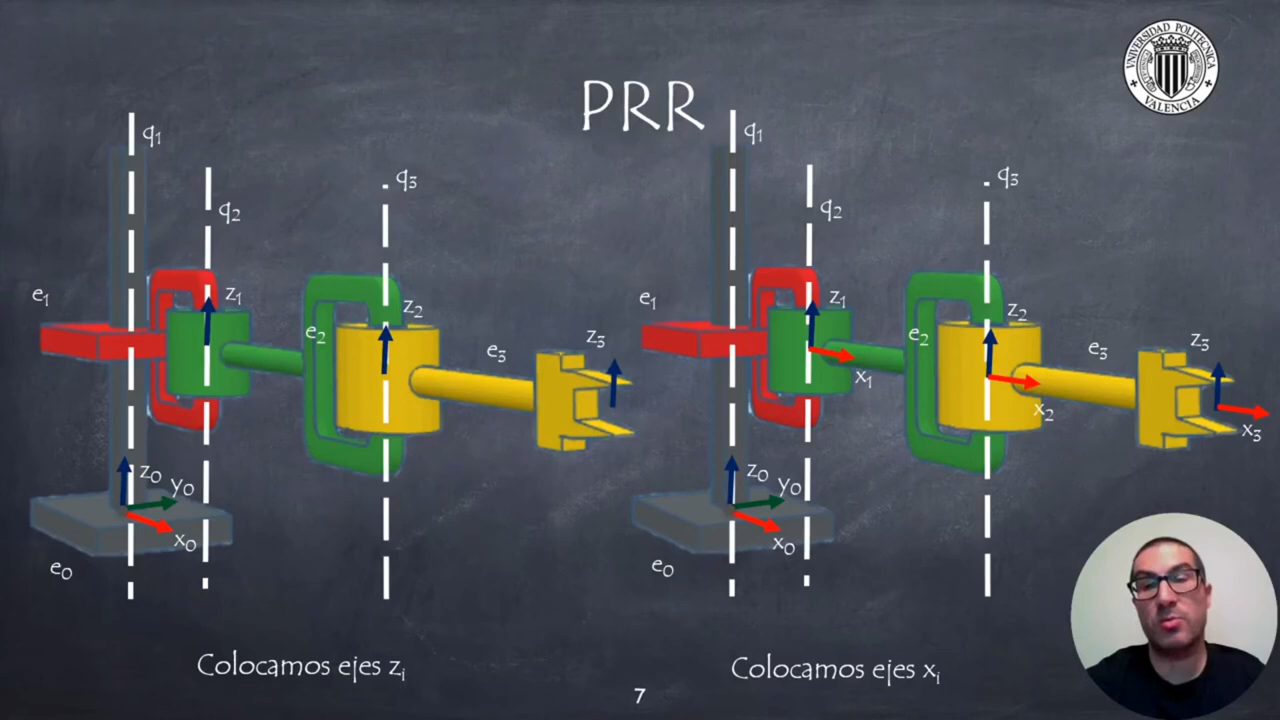 PRR
UNIVERSIDAD POLITECNICA
VALENCIA
q₁
q₂
q₃
e₁
z₁
e₂
z₂
e₃
z₃
z₀
y₀
x₀
e₀
Colocamos ejes zᵢ
q₁
q₂
q₃
e₁
z₁
x₁
e₂
z₂
x₂
e₃
z₃
x₃
z₀
y₀
x₀
e₀
Colocamos ejes xᵢ
7